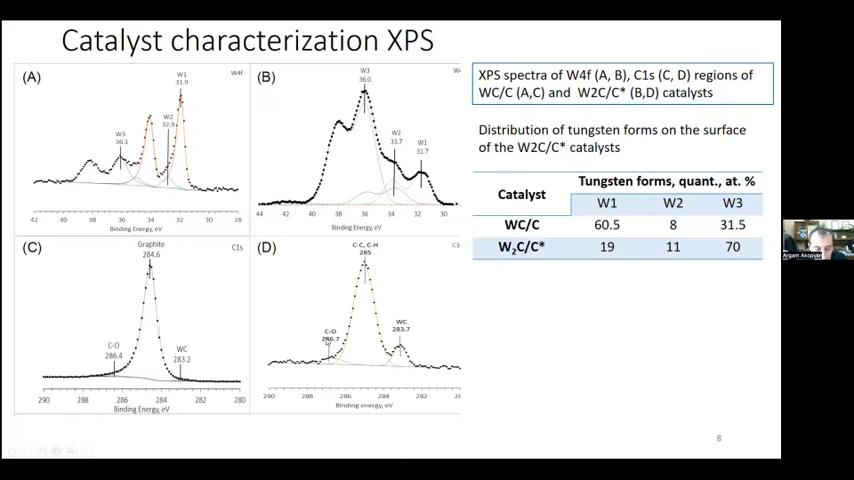 Catalyst characterization XPS
(A)
W4f
W1
31.9
W2
32.9
W3
36.1
42 40 38 36 34 32 30 28
Binding Energy, eV
(B)
W3
36.0
W2
33.7
W1
31.7
44 42 40 38 36 34 32 30
Binding Energy, eV
(C)
Graphite
284.6
C1s
C-O
286.4
WC
283.2
290 288 286 284 282 280
Binding Energy, eV
(D)
C-C, C-H
285
C-O
286.7
WC
283.7
290 288 286 284 282
Binding energy, eV
XPS spectra of W4f (A, B), C1s (C, D) regions of
WC/C (A,C) and W2C/C* (B,D) catalysts
Distribution of tungsten forms on the surface
of the W2C/C* catalysts
Catalyst Tungsten forms, quant., at. %
W1 W2 W3
WC/C 60.5 8 31.5
W2C/C* 19 11 70
Argam Akopyan
8